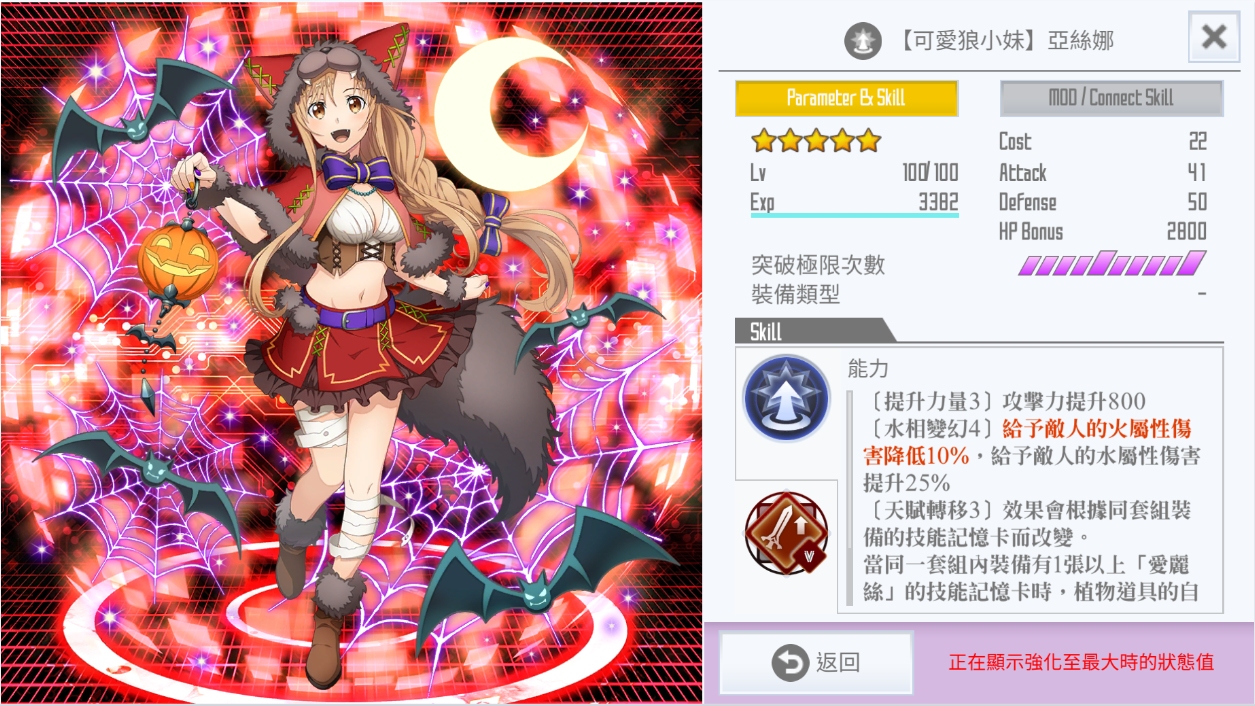 【可愛狼小妹】亞絲娜
Parameter & Skill
MOD / Connect Skill
Lv 100/100
Exp 3382
Cost 22
Attack 41
Defense 50
HP Bonus 2800
突破極限次數
裝備類型 -
Skill
能力
〔提升力量3〕攻擊力提升800
〔水相變幻4〕給予敵人的火屬性傷
害降低10%，給予敵人的水屬性傷害
提升25%
〔天賦轉移3〕效果會根據同套組裝
備的技能記憶卡而改變。
當同一套組內裝備有1張以上「愛麗
絲」的技能記憶卡時，植物道具的自
V
返回
正在顯示強化至最大時的狀態值